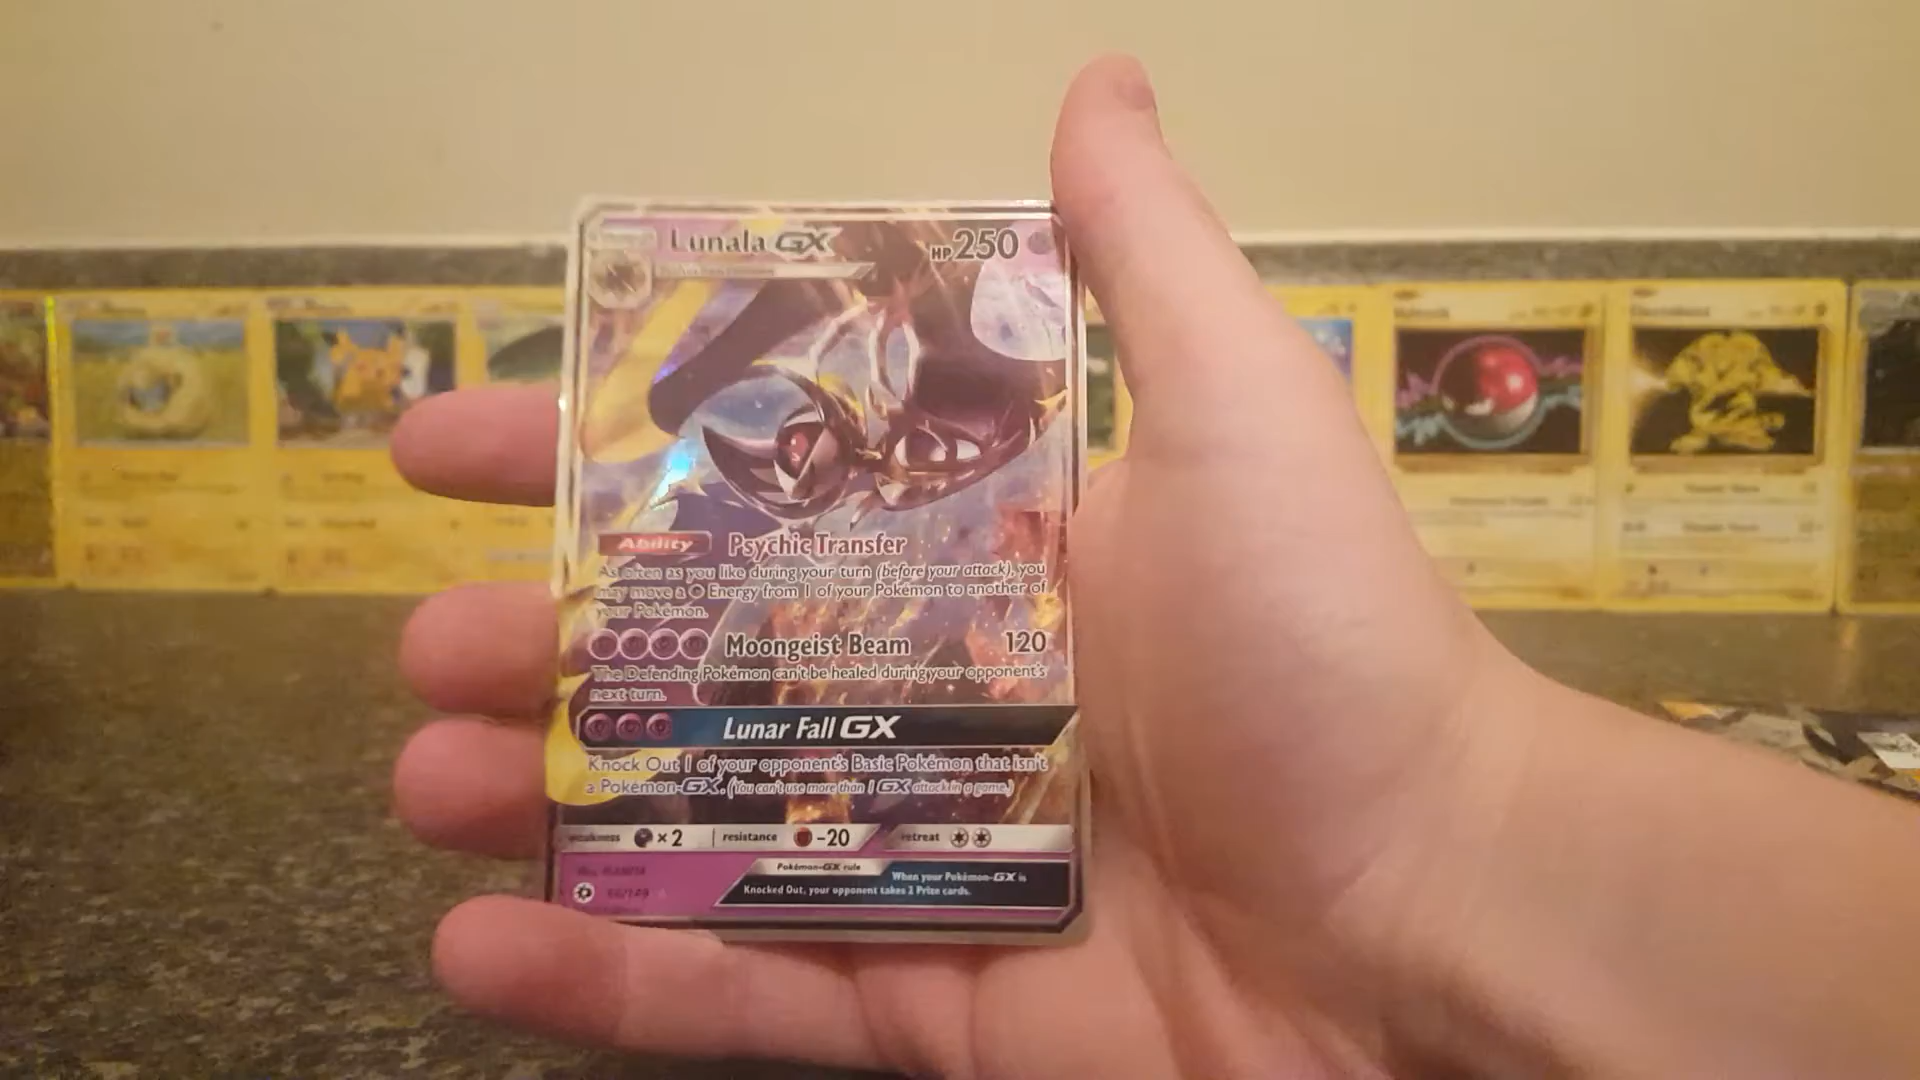 Lunala GX
HP 250
Ability Psychic Transfer
As often as you like during your turn (before your attack), you
may move a Energy from 1 of your Pokémon to another of
your Pokémon.
Moongeist Beam 120
The Defending Pokémon can't be healed during your opponent's
next turn.
Lunar Fall GX
Knock Out 1 of your opponent's Basic Pokémon that isn't
a Pokémon-GX. (You can't use more than 1 GX attack in a game.)
weakness ×2 resistance -20 retreat
Pokémon-GX rule
When your Pokémon-GX is
Knocked Out, your opponent takes 2 Prize cards.
66/149